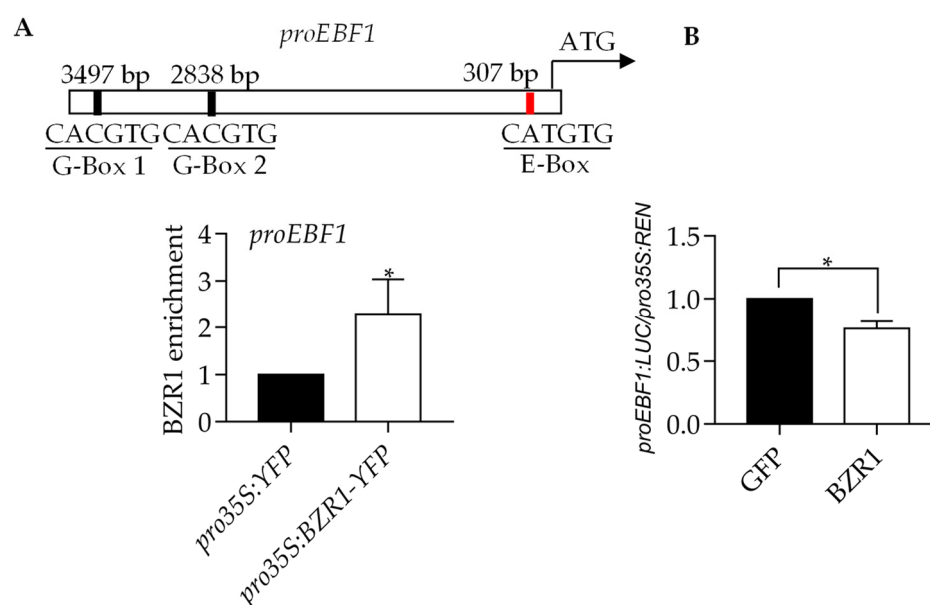 A
proEBF1
ATG
B
3497 bp
2838 bp
307 bp
CACGTG
CACGTG
CATGTG
G-Box 1
G-Box 2
E-Box
BZR1 enrichment
4
3
2
1
0
proEBF1
*
pro35S:YFP
pro35S:BZR1-YFP
proEBF1:LUC/pro35S:REN
1.5
1.0
0.5
0.0
*
GFP
BZR1